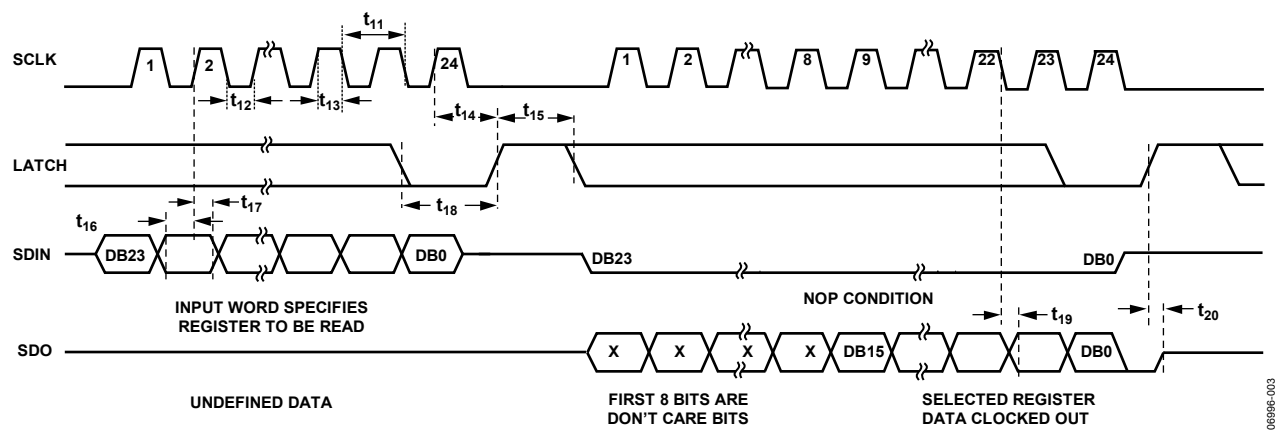 t11
SCLK 1 2 24 1 2 8 9 22 23 24
t12 t13
t14 t15
LATCH
t16 t17 t18
SDIN DB23 DB0 DB23 DB0
INPUT WORD SPECIFIES
REGISTER TO BE READ
NOP CONDITION
t19 t20
SDO X X X X DB15 DB0
UNDEFINED DATA
FIRST 8 BITS ARE
DON'T CARE BITS
SELECTED REGISTER
DATA CLOCKED OUT
06996-003